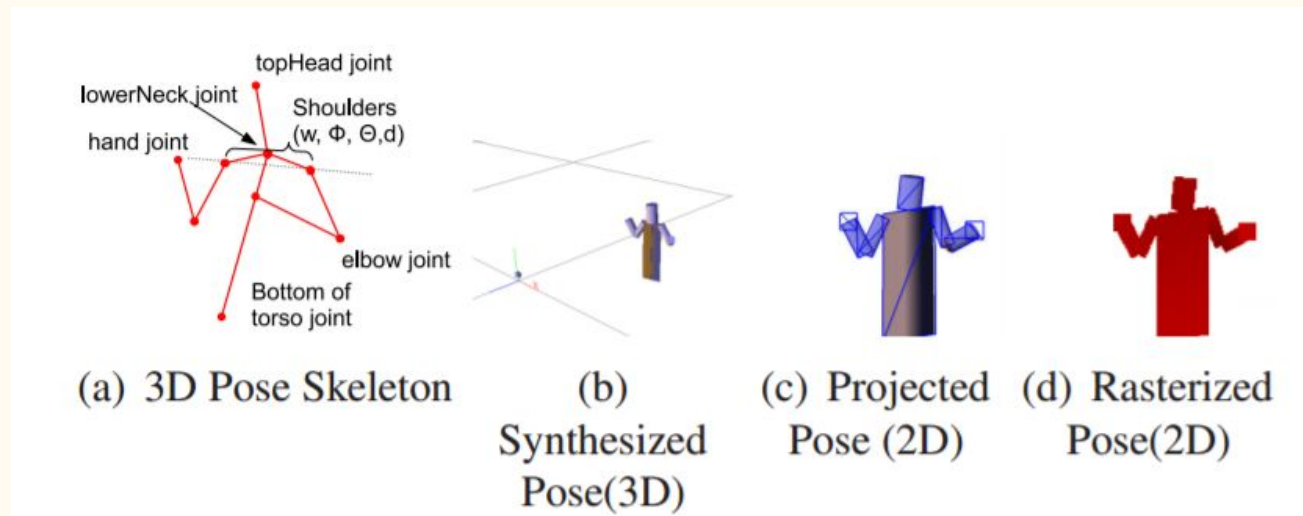 topHead joint
lowerNeck joint
Shoulders
(w, Φ, Θ,d)
hand joint
elbow joint
Bottom of
torso joint
(a) 3D Pose Skeleton
(b)
Synthesized
Pose(3D)
(c) Projected
Pose (2D)
(d) Rasterized
Pose(2D)